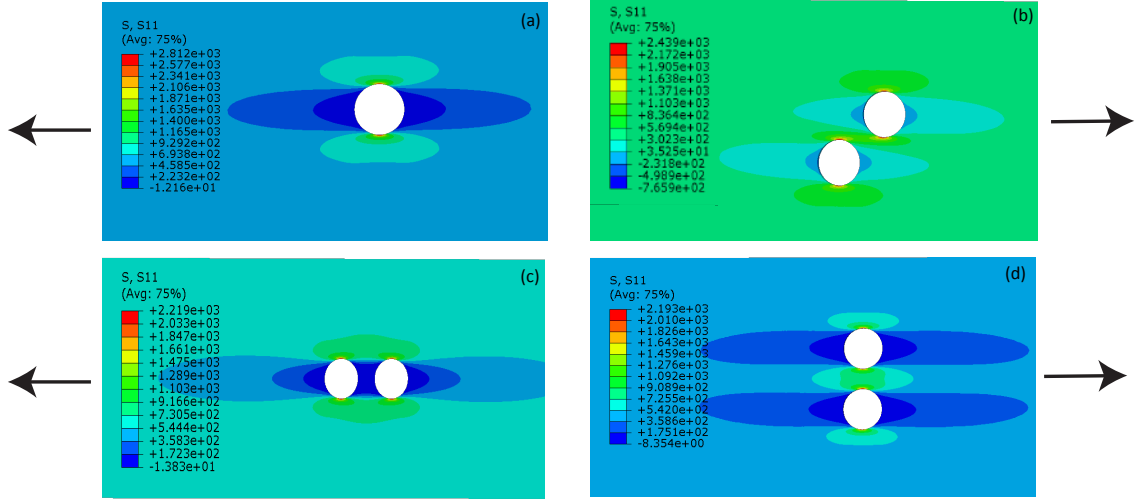 (a)
S, S11
(Avg: 75%)
+2.812e+03
+2.577e+03
+2.341e+03
+2.106e+03
+1.871e+03
+1.635e+03
+1.400e+03
+1.165e+03
+9.292e+02
+6.938e+02
+4.585e+02
+2.232e+02
-1.216e+01
(b)
S, S11
(Avg: 75%)
+2.439e+03
+2.172e+03
+1.905e+03
+1.638e+03
+1.371e+03
+1.103e+03
+8.364e+02
+5.694e+02
+3.023e+02
+3.525e+01
-2.318e+02
-4.989e+02
-7.659e+02
(c)
S, S11
(Avg: 75%)
+2.219e+03
+2.033e+03
+1.847e+03
+1.661e+03
+1.475e+03
+1.289e+03
+1.103e+03
+9.166e+02
+7.305e+02
+5.444e+02
+3.583e+02
+1.723e+02
-1.383e+01
(d)
S, S11
(Avg: 75%)
+2.193e+03
+2.010e+03
+1.826e+03
+1.643e+03
+1.459e+03
+1.276e+03
+1.092e+03
+9.089e+02
+7.255e+02
+5.420e+02
+3.586e+02
+1.751e+02
-8.354e+00